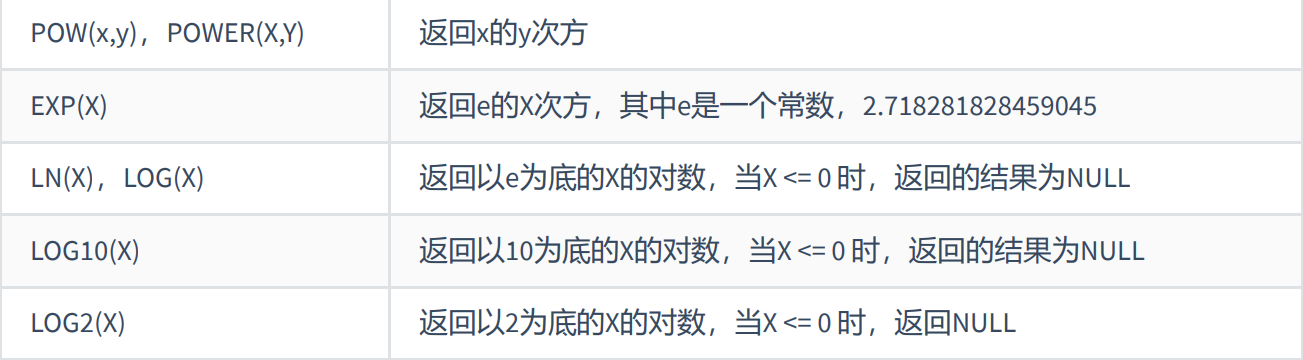 POW(x,y)，POWER(X,Y) 返回x的y次方
EXP(X) 返回e的X次方，其中e是一个常数，2.718281828459045
LN(X)，LOG(X) 返回以e为底的X的对数，当X <= 0 时，返回的结果为NULL
LOG10(X) 返回以10为底的X的对数，当X <= 0 时，返回的结果为NULL
LOG2(X) 返回以2为底的X的对数，当X <= 0 时，返回NULL